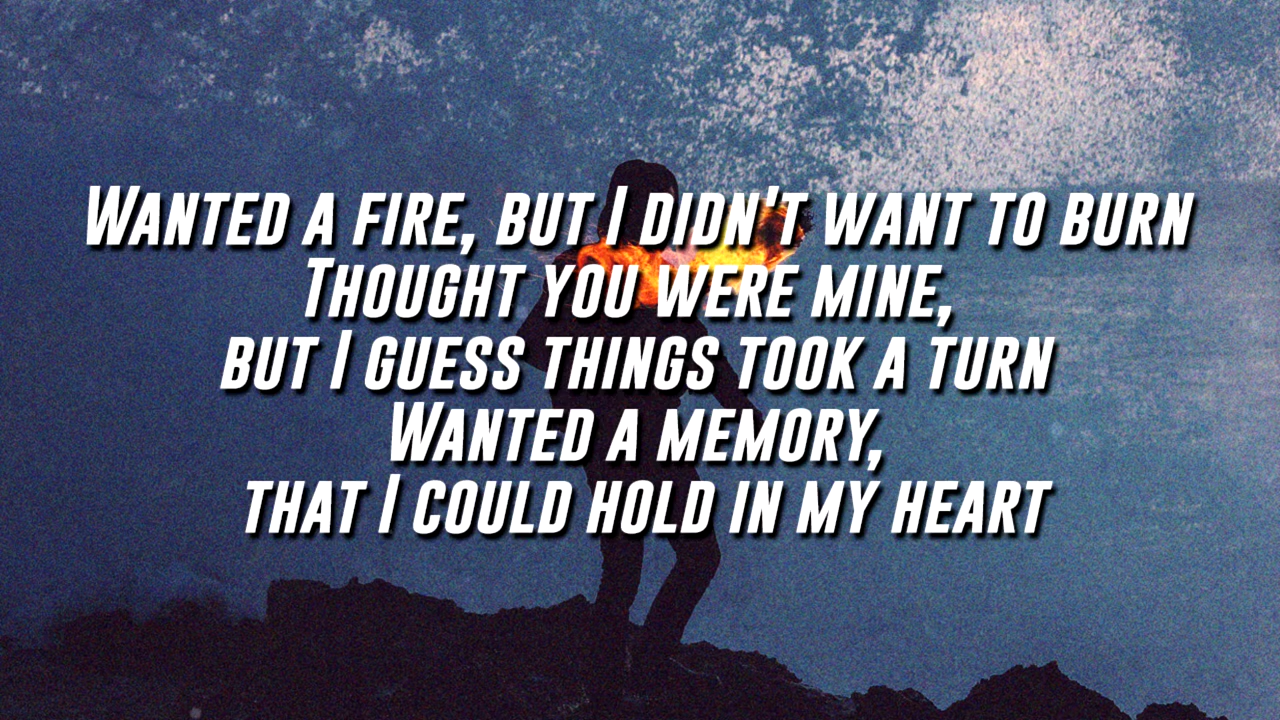 Wanted a fire, but I didn't want to burn
Thought you were mine,
but I guess things took a turn
Wanted a memory,
that I could hold in my heart